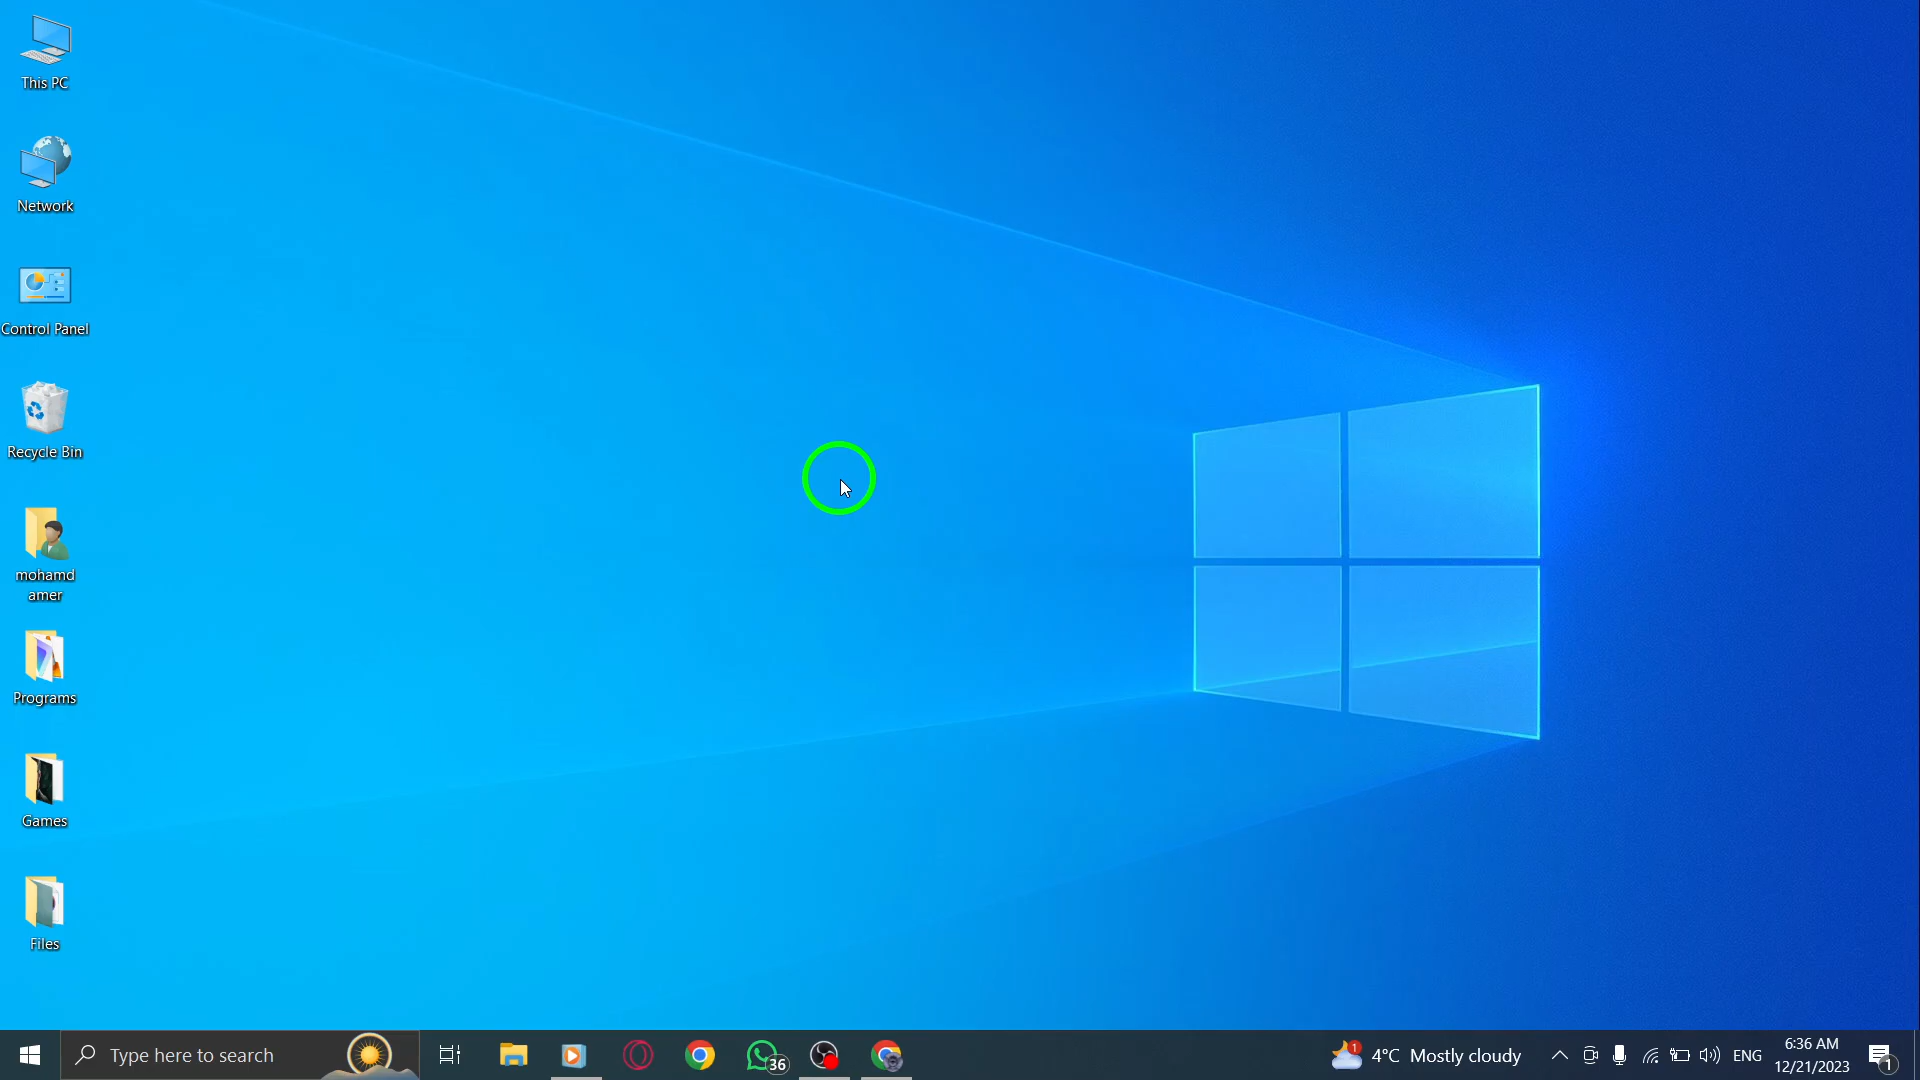 This PC
Network
Control Panel
Recycle Bin
mohamd
amer
Programs
Games
Files
Type here to search
36
1
4°C Mostly cloudy
ENG
6:36 AM
12/21/2023
1